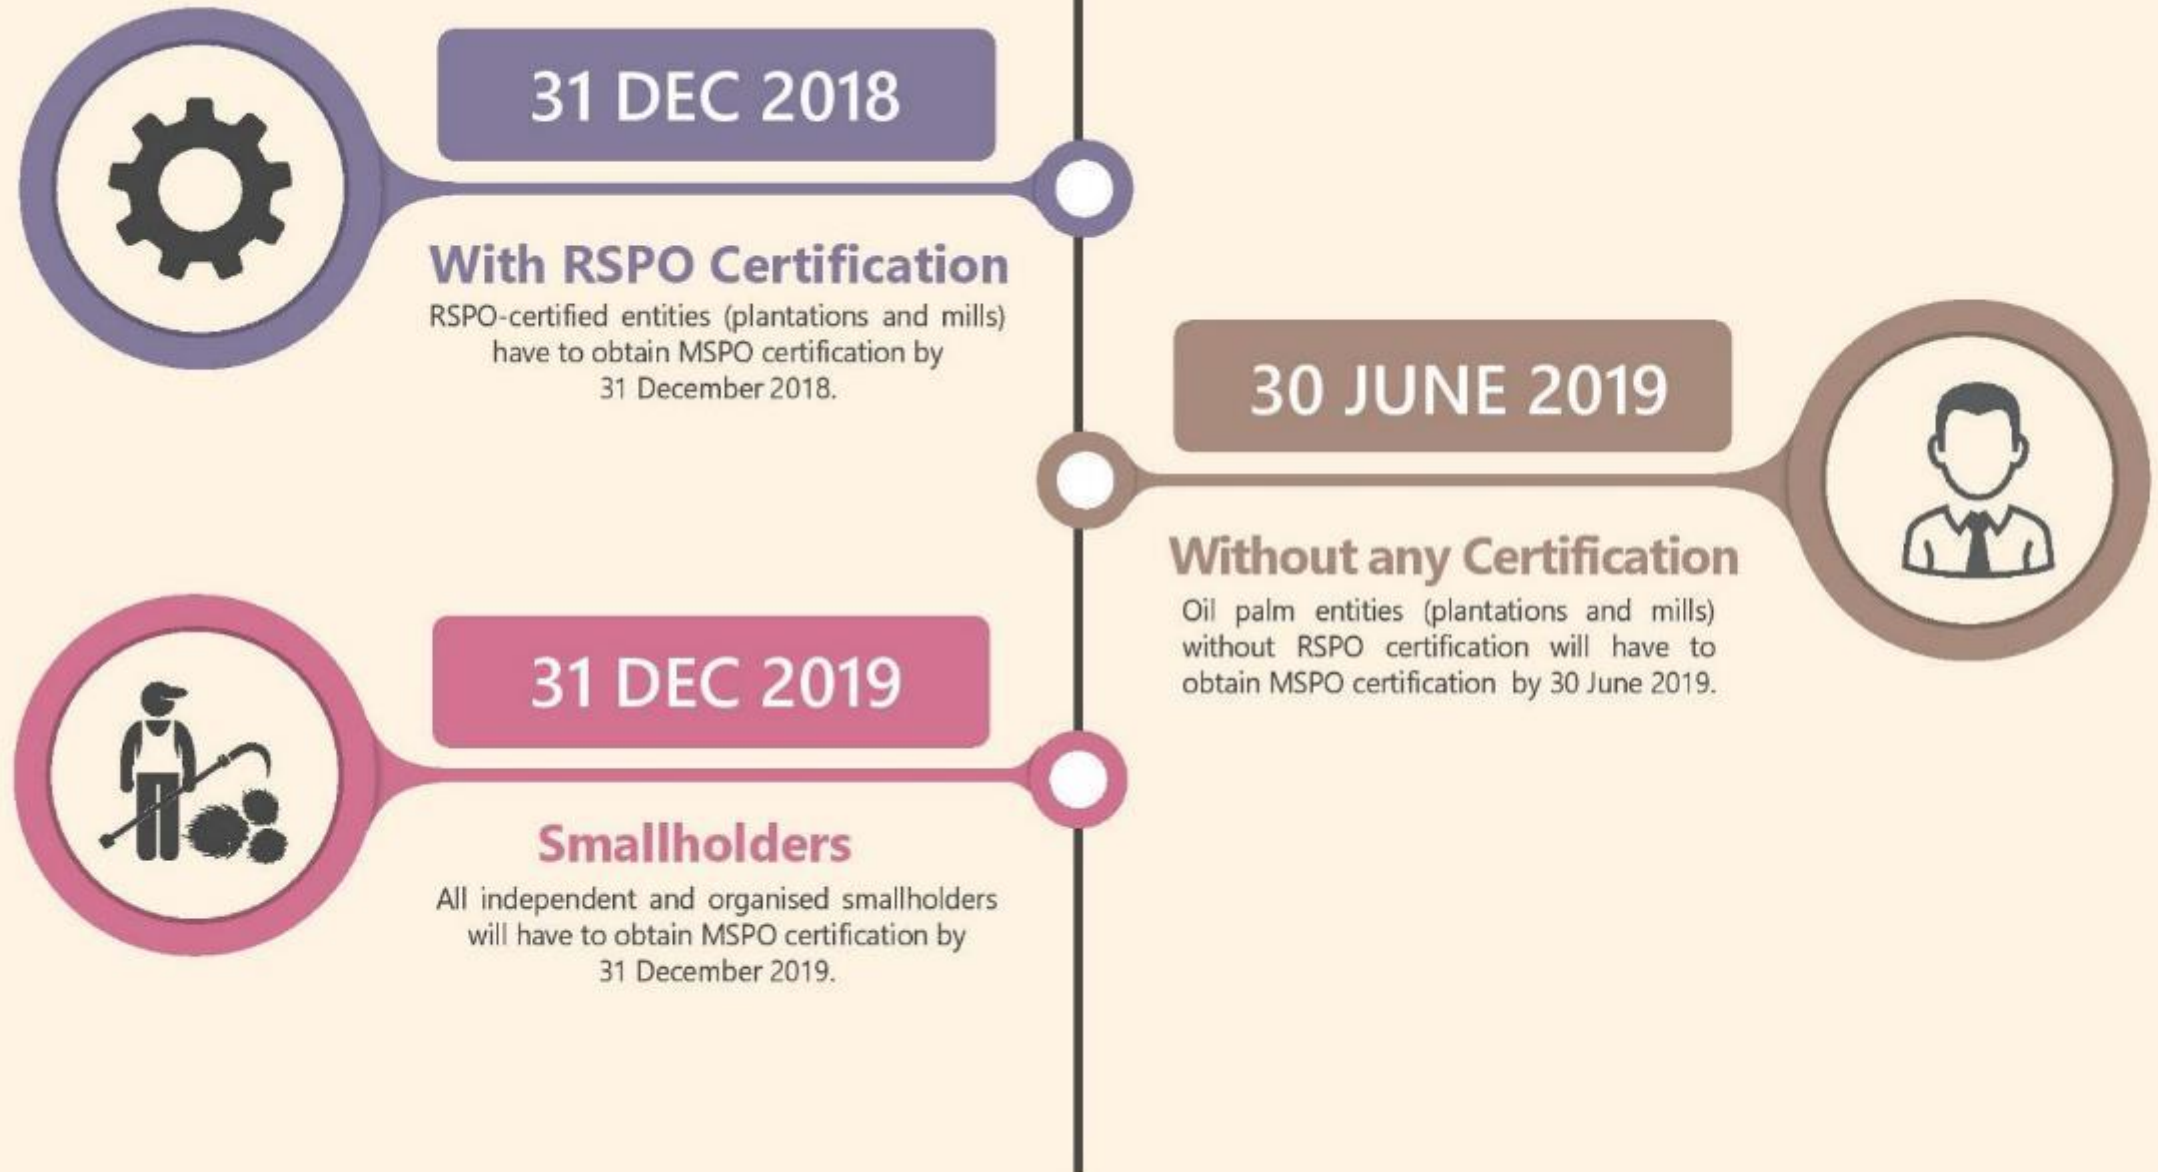 31 DEC 2018
With RSPO Certification
RSPO-certified entities (plantations and mills)
have to obtain MSPO certification by
31 December 2018.
30 JUNE 2019
Without any Certification
Oil palm entities (plantations and mills)
without RSPO certification will have to
obtain MSPO certification by 30 June 2019.
31 DEC 2019
Smallholders
All independent and organised smallholders
will have to obtain MSPO certification by
31 December 2019.